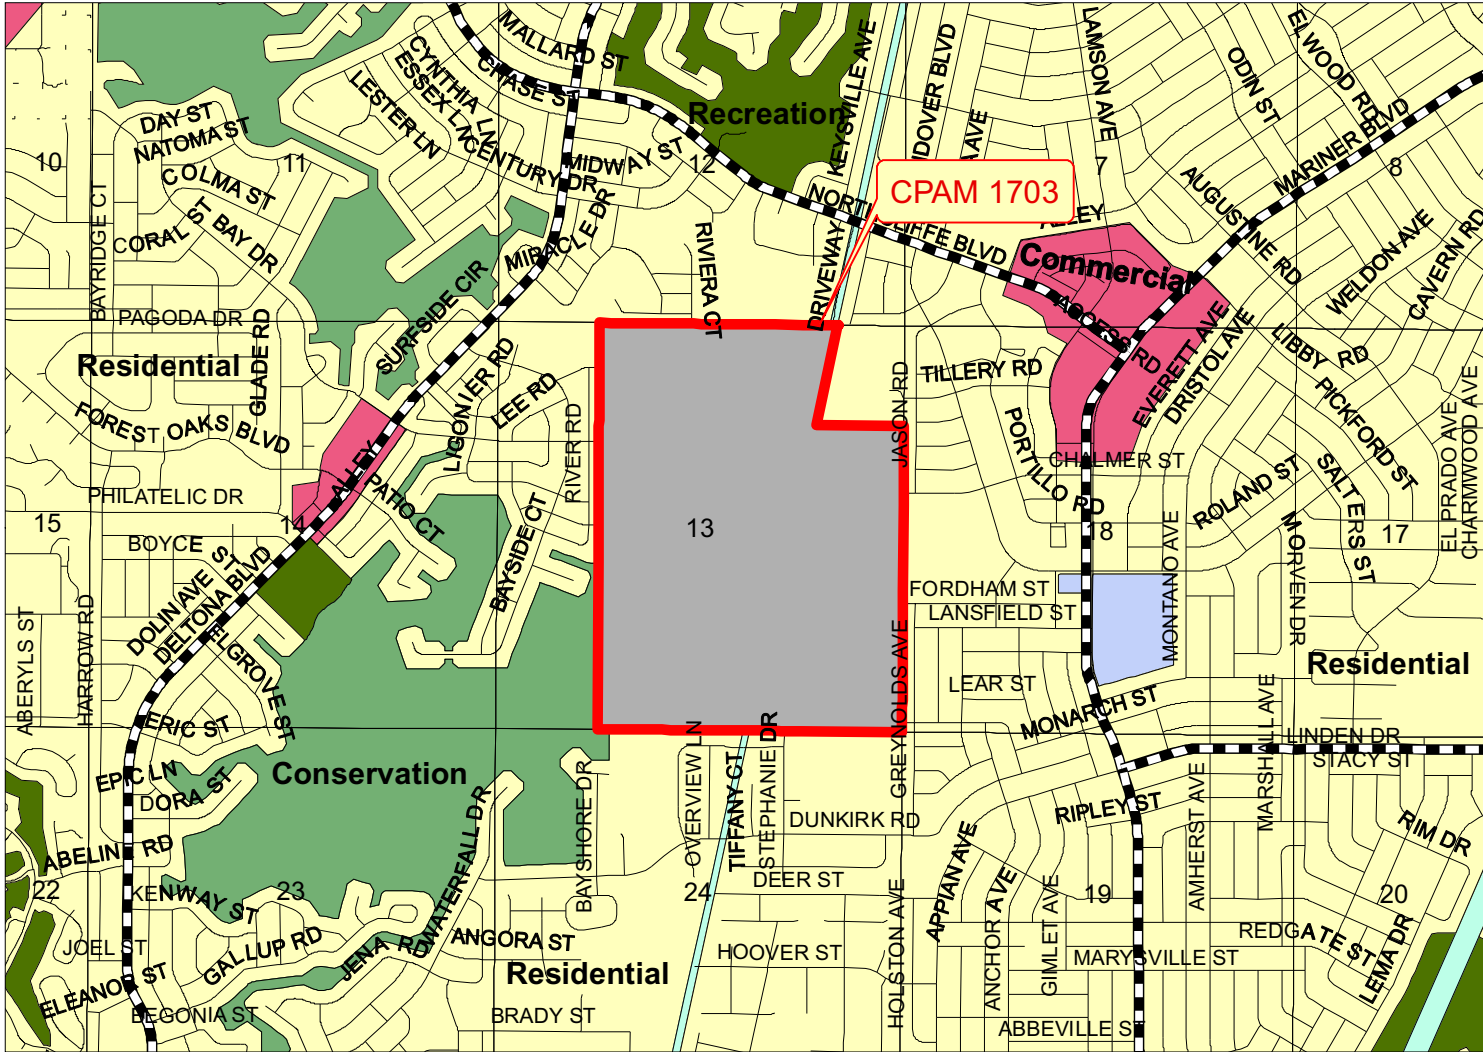 MALLARD ST
CYNTHIA LN
ESSEX LN
CHASE ST
LESTER LN
CENTURY DR
MIDWAY ST
Recreation
KEYSVILLE AVE
LAMSON AVE
ODIN ST
ELWOOD RD
MARINER BLVD
DAY ST
NATOMA ST
10
11
12
7
8
COLMA ST
CORAL ST
BAY DR
BAYRIDGE CT
MIRACLE DR
SURFSIDE CIR
RIVIERA CT
DRIVEWAY
CPAM 1703
AUGUSTINE RD
WELDON AVE
CAVERN RD
Commercial
ACCESS RD
EVERETT AVE
DRISTOL AVE
PAGODA DR
Residential
GLADE RD
FOREST OAKS BLVD
LIGONIER RD
LEE RD
RIVER RD
TILLERY RD
JASON RD
PORTILLO RD
LIBBY RD
PICKFORD ST
EL PRADO AVE
CHARMWOOD AVE
CHALMER ST
ROLAND ST
SALTERS ST
PHILATELIC DR
ALLEY
PATIO CT
15
14
13
18
17
BOYCE ST
BAYSIDE CT
MONTANO AVE
MORVEN DR
DOLIN AVE
DELTONA BLVD
ELGROVE ST
FORDHAM ST
LANSFIELD ST
ABERYLS ST
HARROW RD
GREYNOLDS AVE
LEAR ST
MONARCH ST
Residential
MARSHALL AVE
LINDEN DR
STACY ST
ERIC ST
EPIC LN
DORA ST
Conservation
OVERVIEW LN
TIFFANY CT
STEPHANIE DR
BAYSHORE DR
WATERFALL DR
DUNKIRK RD
RIPLEY ST
AMHERST AVE
RIM DR
DEER ST
APPIAN AVE
ANCHOR AVE
GIMLET AVE
22
23
24
19
20
KENWAY ST
JOEL ST
GALLUP RD
JENA RD
ANGORA ST
HOOVER ST
HOLSTON AVE
MARYSVILLE ST
REDGATE ST
LEMA DR
ELEANOR ST
Residential
BEGONIA ST
BRADY ST
ABBEVILLE ST